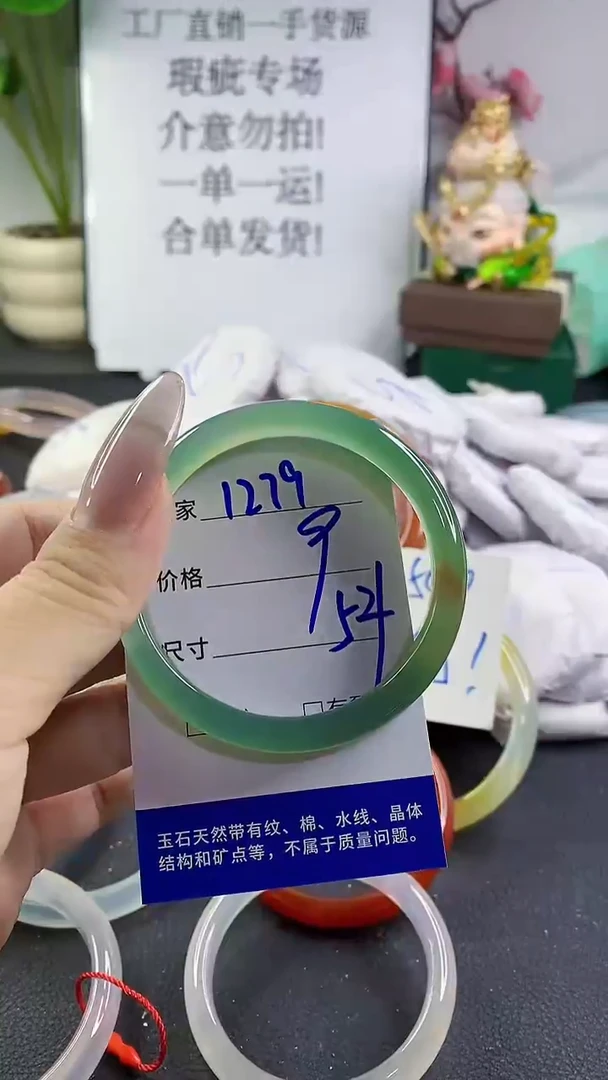 工厂直销一手货源
瑕疵专场
介意勿拍!
一单一运!
合单发货!
家 1279
价格
尺寸 54
玉石天然带有纹、棉、水线、晶体
结构和矿点等，不属于质量问题。